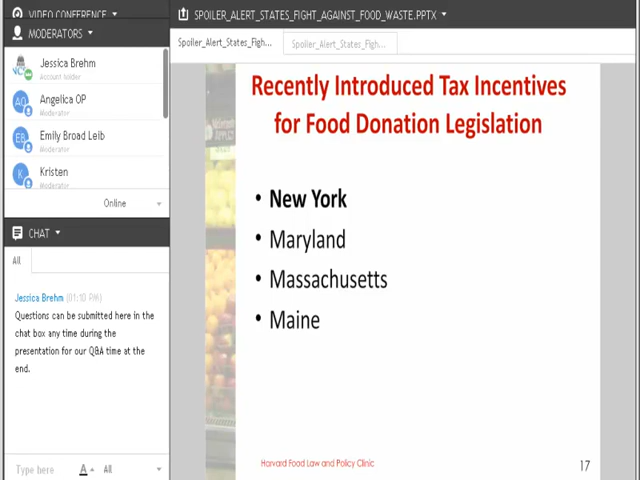 VIDEO CONFERENCE
MODERATORS
Jessica Brehm
Account holder
AO
Angelica OP
Moderator
EB
Emily Broad Leib
Moderator
K
Kristen
Moderator
Online
CHAT
All
Jessica Brehm (01:10 PM)
Questions can be submitted here in the
chat box any time during the
presentation for our Q&A time at the
end.
Type here A All
SPOILER_ALERT_STATES_FIGHT_AGAINST_FOOD_WASTE.PPTX
Spoiler_Alert_States_Figh... Spoiler_Alert_States_Figh...
Recently Introduced Tax Incentives
for Food Donation Legislation
• New York
• Maryland
• Massachusetts
• Maine
Harvard Food Law and Policy Clinic
17